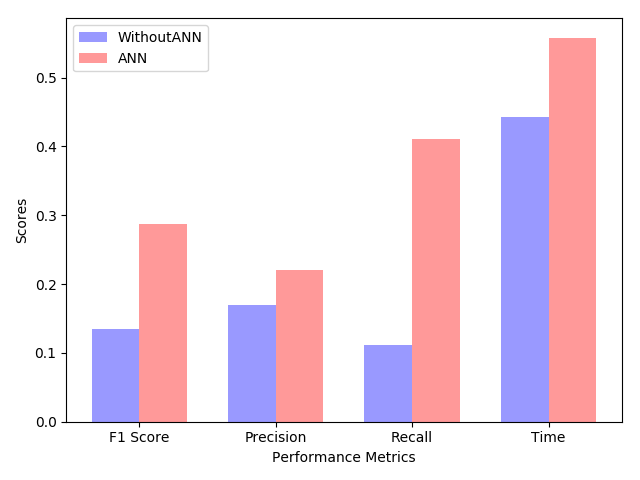 WithoutANN
ANN
Scores
0.5
0.4
0.3
0.2
0.1
0.0
F1 Score Precision Recall Time
Performance Metrics